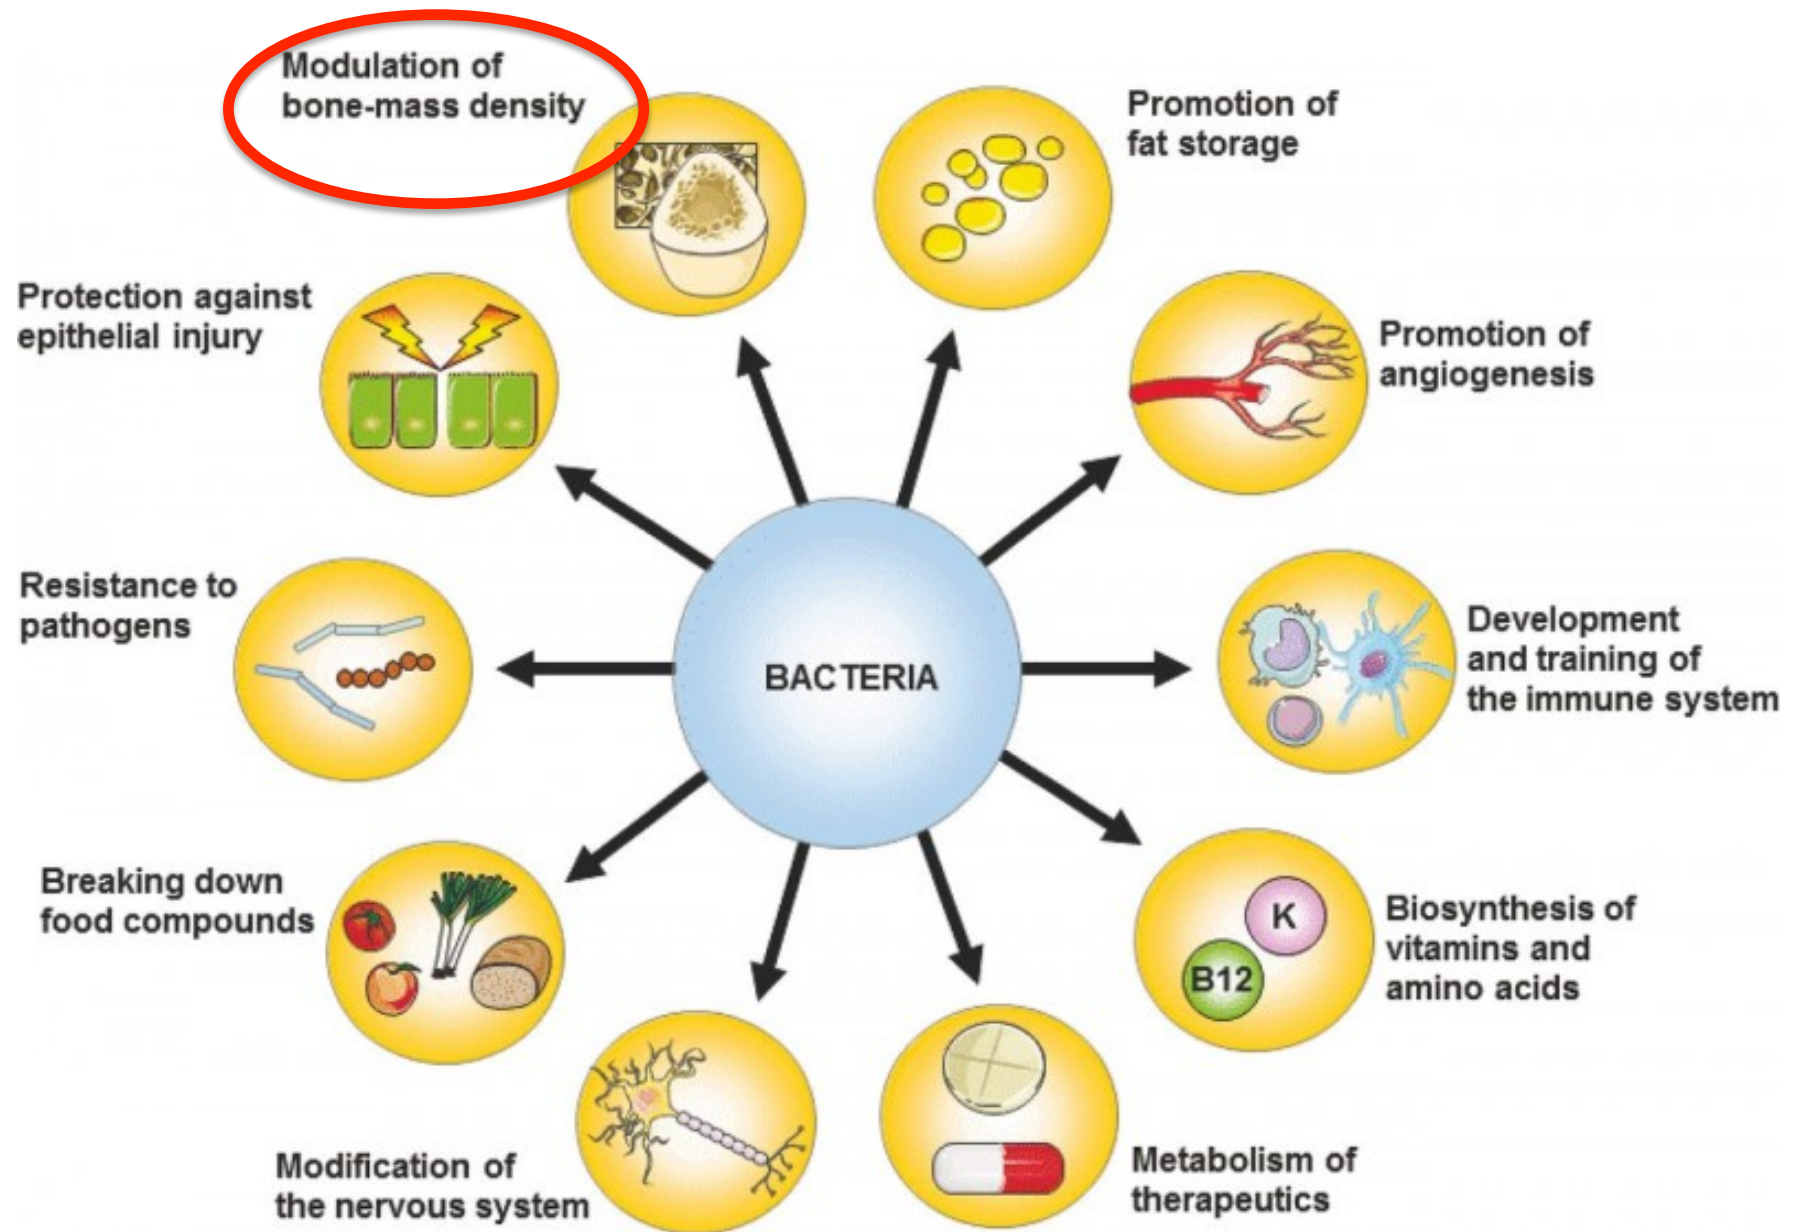 Modulation of
bone-mass density
Promotion of
fat storage
Protection against
epithelial injury
Promotion of
angiogenesis
Resistance to
pathogens
BACTERIA
Development
and training of
the immune system
Breaking down
food compounds
K
B12
Biosynthesis of
vitamins and
amino acids
Modification of
the nervous system
Metabolism of
therapeutics